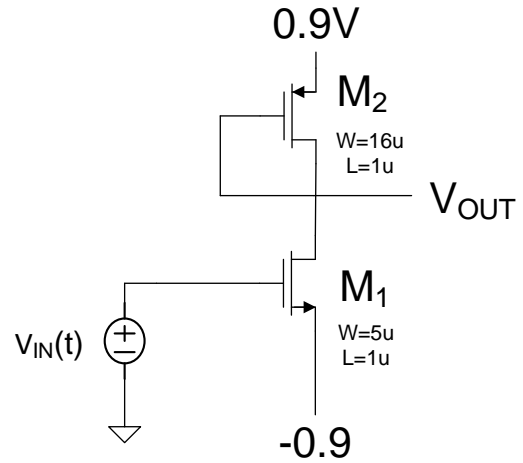 0.9V
M2
W=16u
L=1u
VOUT
M1
W=5u
L=1u
VIN(t)
-0.9